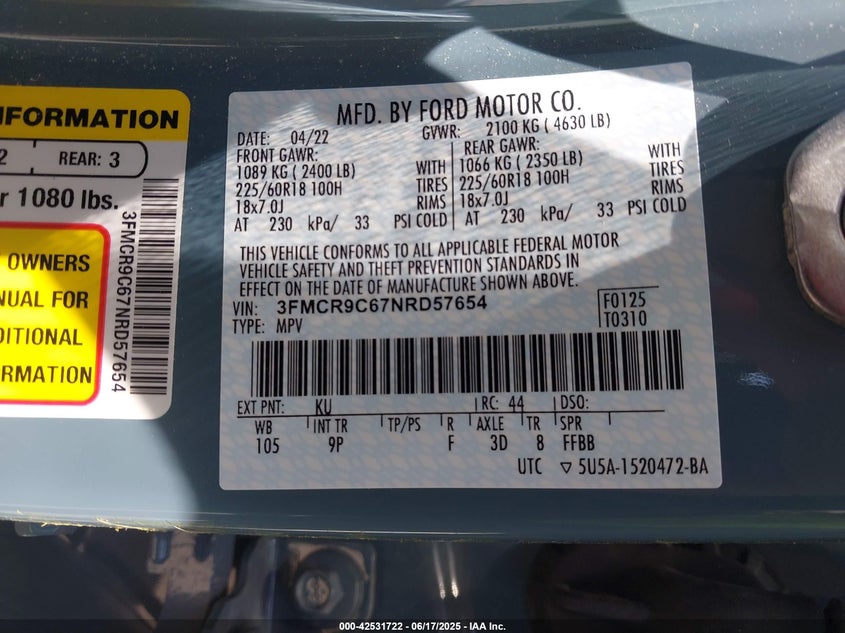 INFORMATION
2 REAR: 3
r 1080 lbs.
OWNERS
NUAL FOR
DITIONAL
RMATION
3FMCR9C67NRD57654
MFD. BY FORD MOTOR CO.
DATE: 04/22 GVWR: 2100 KG ( 4630 LB)
FRONT GAWR: REAR GAWR:
1089 KG ( 2400 LB) WITH 1066 KG ( 2350 LB) WITH
225/60R18 100H TIRES 225/60R18 100H TIRES
18x7.0J RIMS 18x7.0J RIMS
AT 230 kPa/ 33 PSI COLD AT 230 kPa/ 33 PSI COLD
THIS VEHICLE CONFORMS TO ALL APPLICABLE FEDERAL MOTOR
VEHICLE SAFETY AND THEFT PREVENTION STANDARDS IN
EFFECT ON THE DATE OF MANUFACTURE SHOWN ABOVE.
VIN: 3FMCR9C67NRD57654 F0125
TYPE: MPV T0310
EXT PNT: KU RC: 44 DSO:
WB INT TR TP/PS R AXLE TR SPR
105 9P F 3D 8 FFBB
UTC ▽ 5U5A-1520472-BA
000-42531722 | 06/17/2025 | IAA Inc.